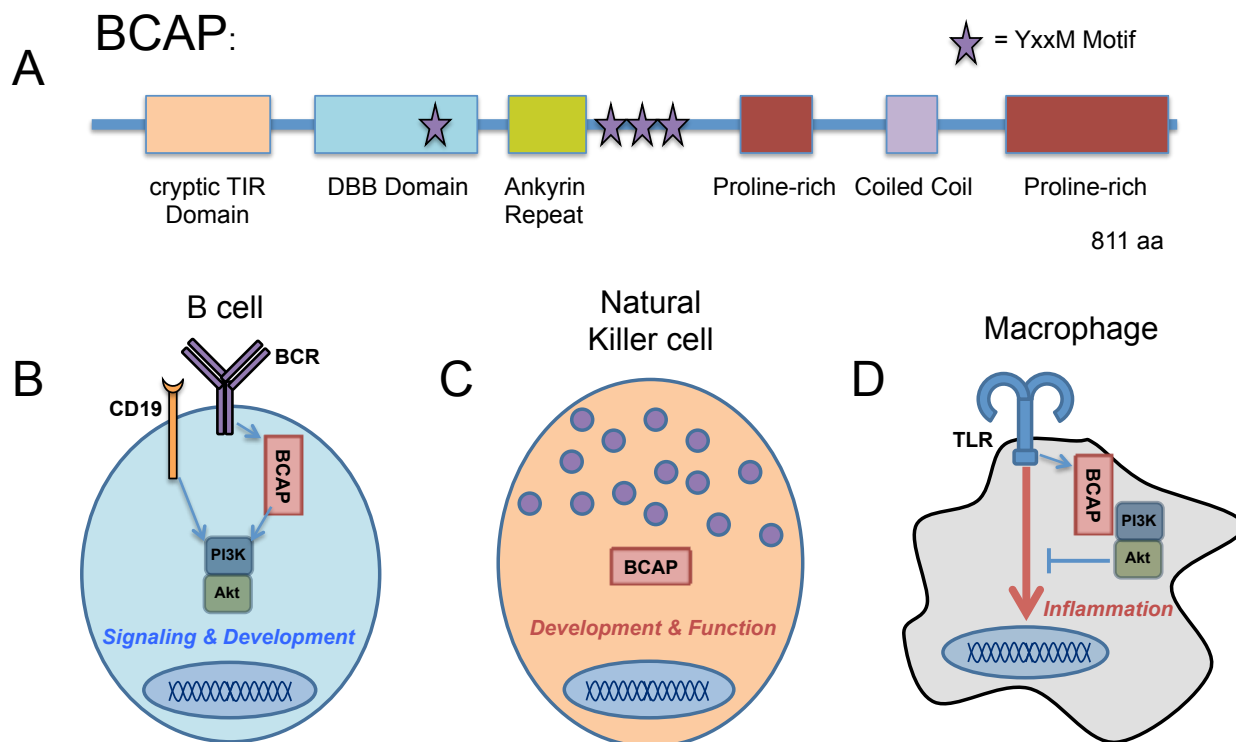 BCAP:
= YxxM Motif
A
cryptic TIR
Domain
DBB Domain
Ankyrin
Repeat
Proline-rich
Coiled Coil
Proline-rich
811 aa
B cell
B
BCR
CD19
BCAP
PI3K
Akt
Signaling & Development
Natural
Killer cell
C
BCAP
Development & Function
Macrophage
D
TLR
BCAP
PI3K
Akt
Inflammation